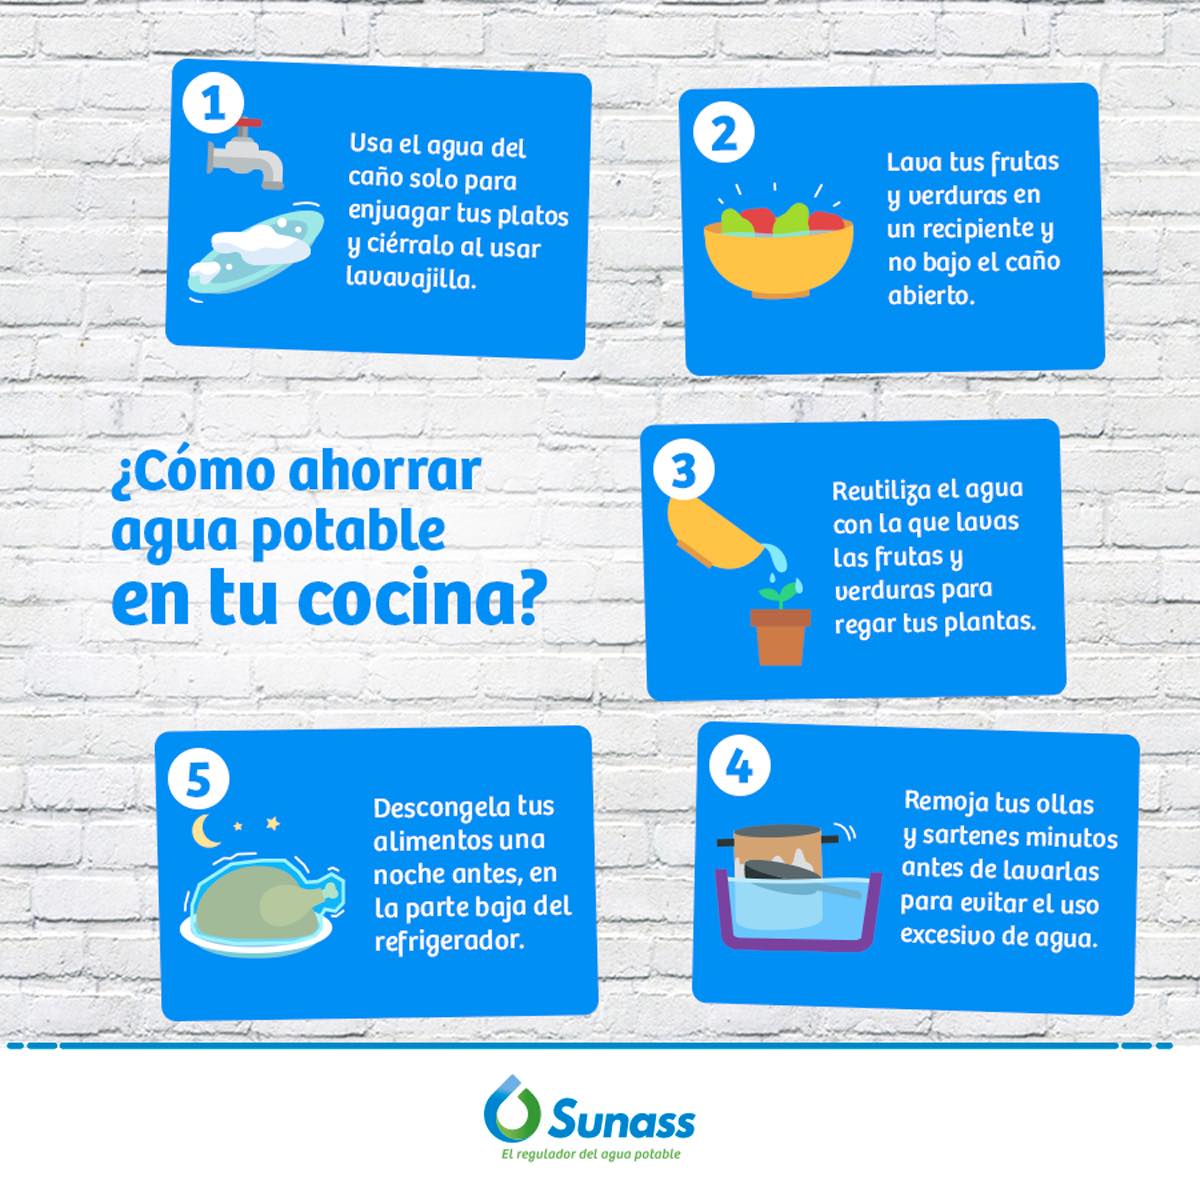 1
Usa el agua del
caño solo para
enjuagar tus platos
y ciérralo al usar
lavavajilla.
2
Lava tus frutas
y verduras en
un recipiente y
no bajo el caño
abierto.
¿Cómo ahorrar
agua potable
en tu cocina?
3
Reutiliza el agua
con la que lavas
las frutas y
verduras para
regar tus plantas.
4
Remoja tus ollas
y sartenes minutos
antes de lavarlas
para evitar el uso
excesivo de agua.
5
Descongela tus
alimentos una
noche antes, en
la parte baja del
refrigerador.
Sunass
El regulador del agua potable